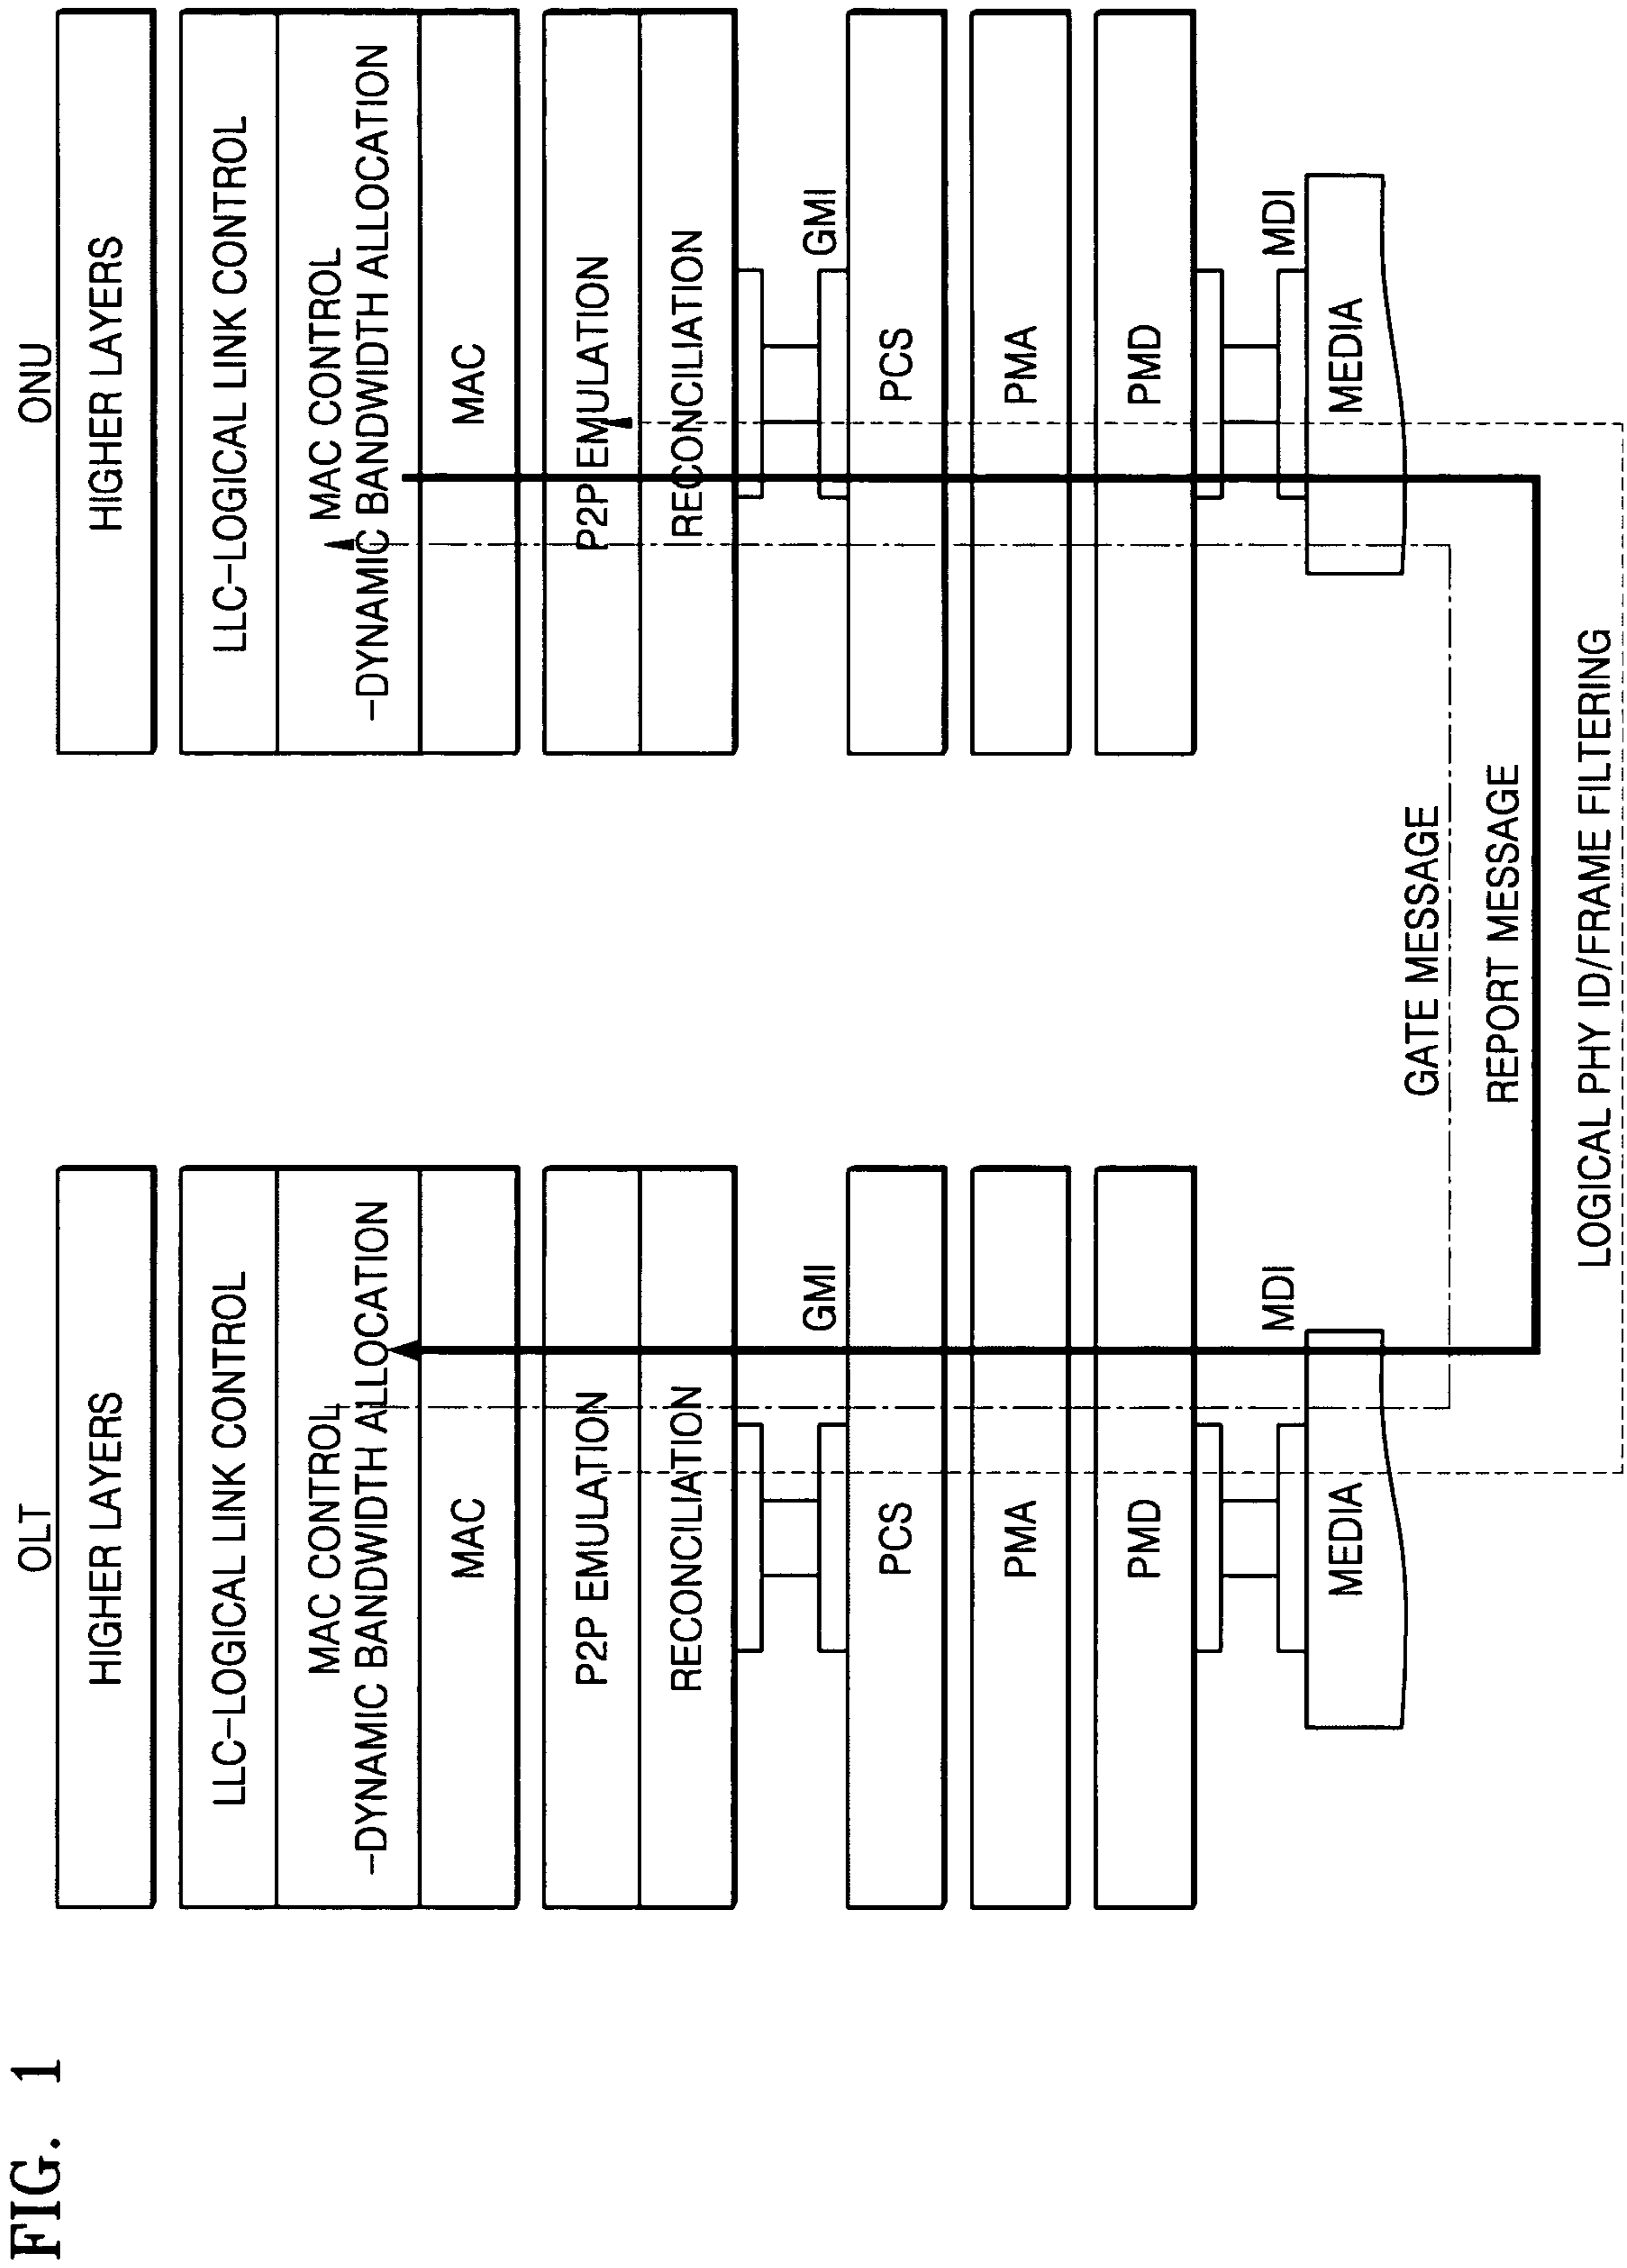 FIG. 1
OLT
HIGHER LAYERS
LLC-LOGICAL LINK CONTROL
MAC CONTROL
-DYNAMIC BANDWIDTH ALLOCATION
MAC
P2P EMULATION
RECONCILIATION
GMI
PCS
PMA
PMD
MDI
MEDIA
ONU
HIGHER LAYERS
LLC-LOGICAL LINK CONTROL
MAC CONTROL
-DYNAMIC BANDWIDTH ALLOCATION
MAC
P2P EMULATION
RECONCILIATION
GMI
PCS
PMA
PMD
MDI
MEDIA
GATE MESSAGE
REPORT MESSAGE
LOGICAL PHY ID/FRAME FILTERING